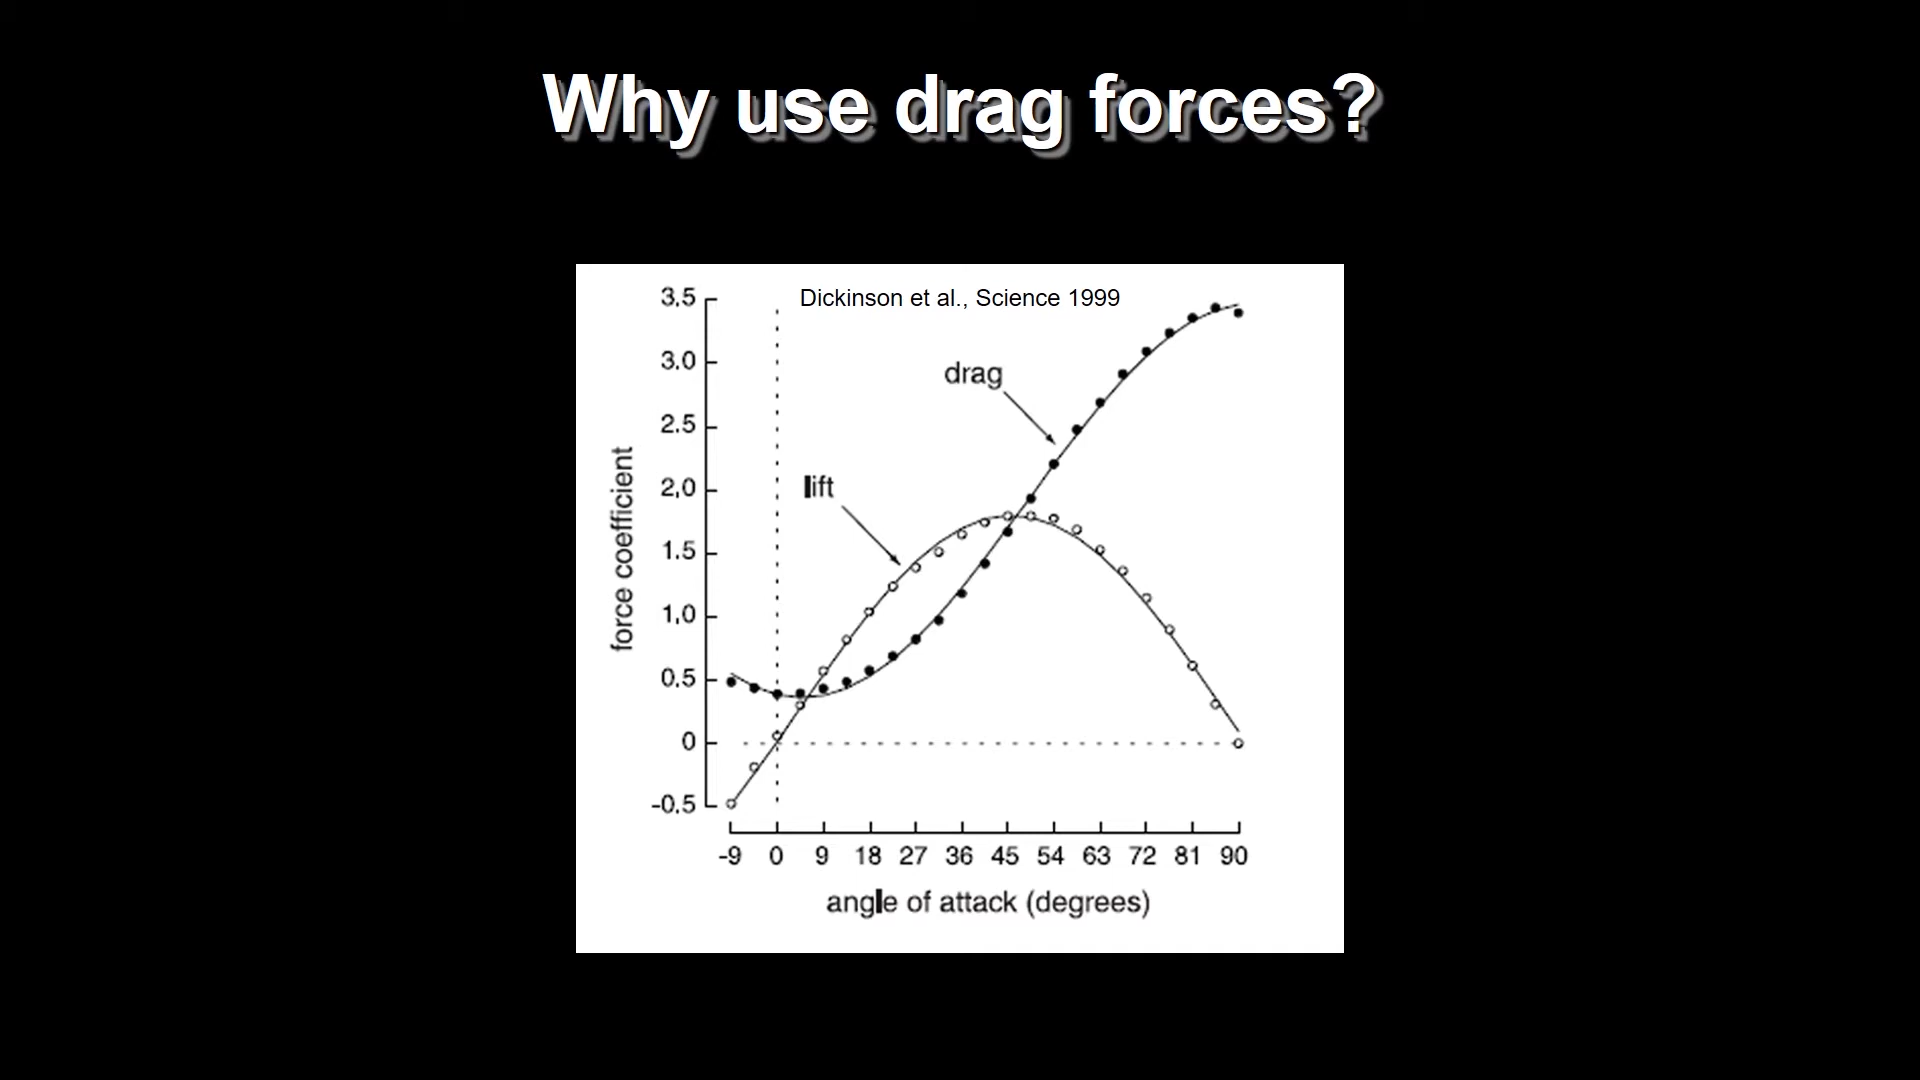 Why use drag forces?
Dickinson et al., Science 1999
3.5
3.0
2.5
2.0
1.5
1.0
0.5
0
-0.5
drag
lift
force coefficient
-9 0 9 18 27 36 45 54 63 72 81 90
angle of attack (degrees)